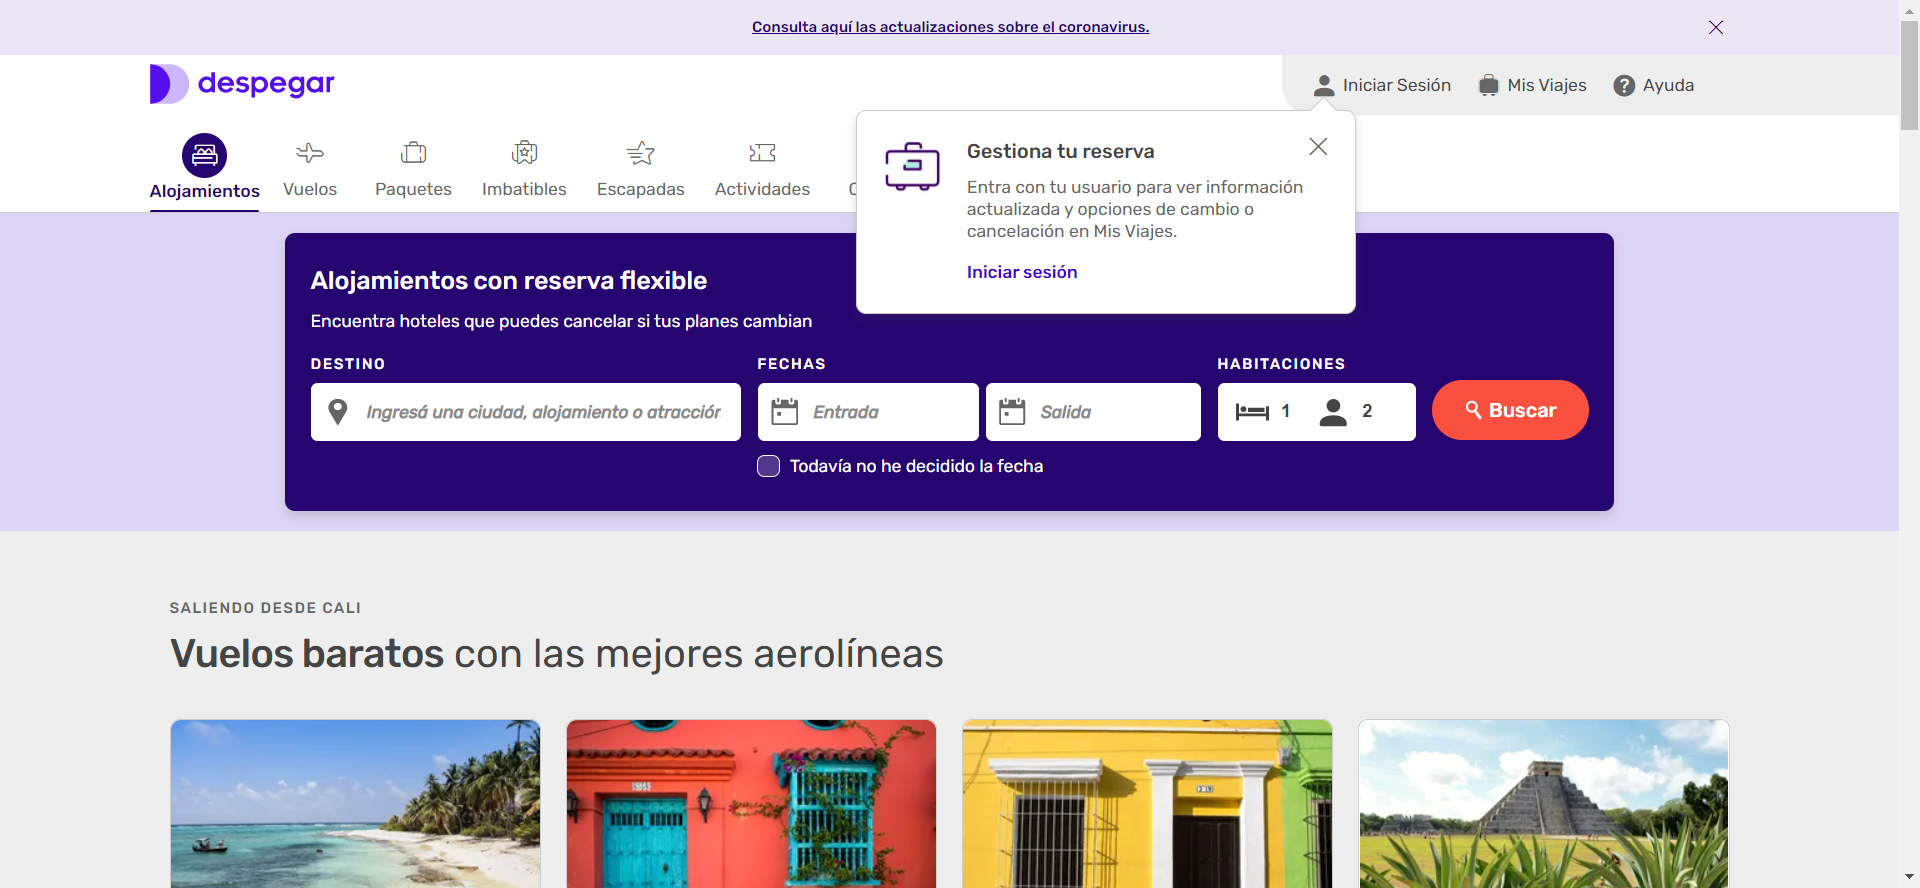 Consulta aquí las actualizaciones sobre el coronavirus.
despegar
Iniciar Sesión
Mis Viajes
Ayuda
Alojamientos
Vuelos
Paquetes
Imbatibles
Escapadas
Actividades
Gestiona tu reserva
Entra con tu usuario para ver información
actualizada y opciones de cambio o
cancelación en Mis Viajes.
Iniciar sesión
Alojamientos con reserva flexible
Encuentra hoteles que puedes cancelar si tus planes cambian
DESTINO
Ingresá una ciudad, alojamiento o atracción
FECHAS
Entrada
Salida
HABITACIONES
1
2
Buscar
Todavía no he decidido la fecha
SALIENDO DESDE CALI
Vuelos baratos con las mejores aerolíneas